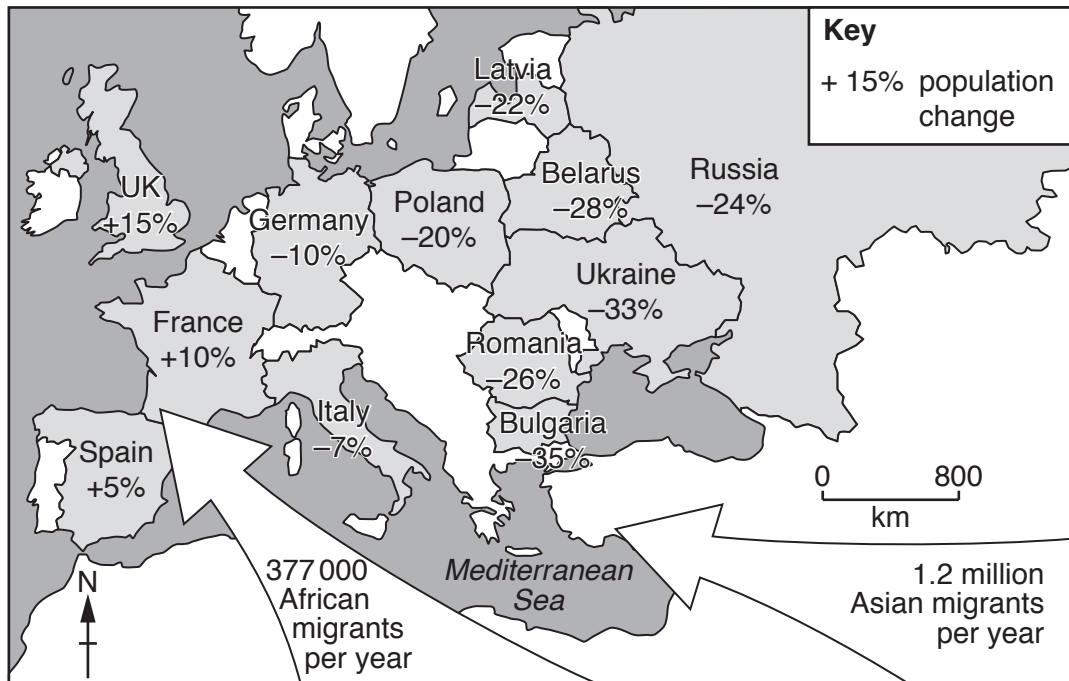 Key
+ 15% population
change
Latvia
–22%
UK
+15%
Germany
–10%
Poland
–20%
Belarus
–28%
Russia
–24%
Ukraine
–33%
France
+10%
Romania
–26%
Italy
–7%
Bulgaria
–35%
Spain
+5%
0 800
km
N
377 000
African
migrants
per year
Mediterranean
Sea
1.2 million
Asian migrants
per year